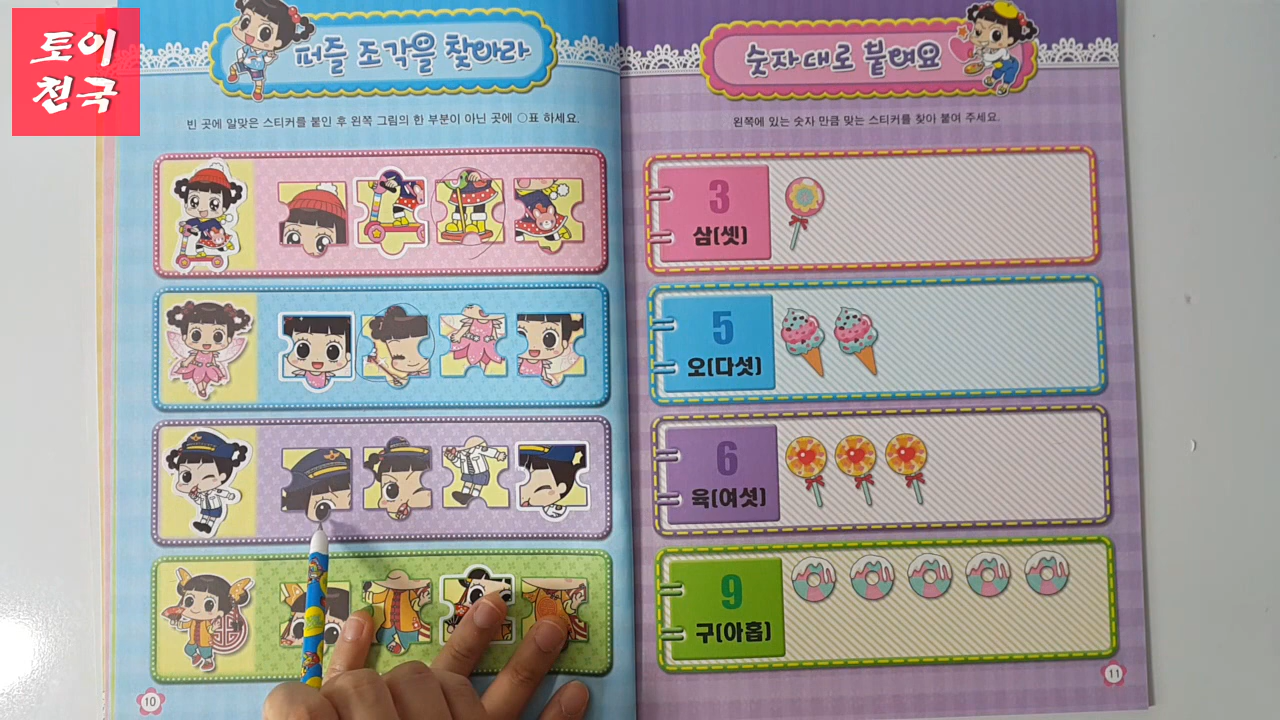 토이
천국
퍼즐 조각을 찾아라
빈 곳에 알맞은 스티커를 붙인 후 왼쪽 그림의 한 부분이 아닌 곳에 ○표 하세요.
10
숫자대로 붙여요
왼쪽에 있는 숫자 만큼 맞는 스티커를 찾아 붙여 주세요.
3
삼(셋)
5
오(다섯)
6
육(여섯)
9
구(아홉)
11